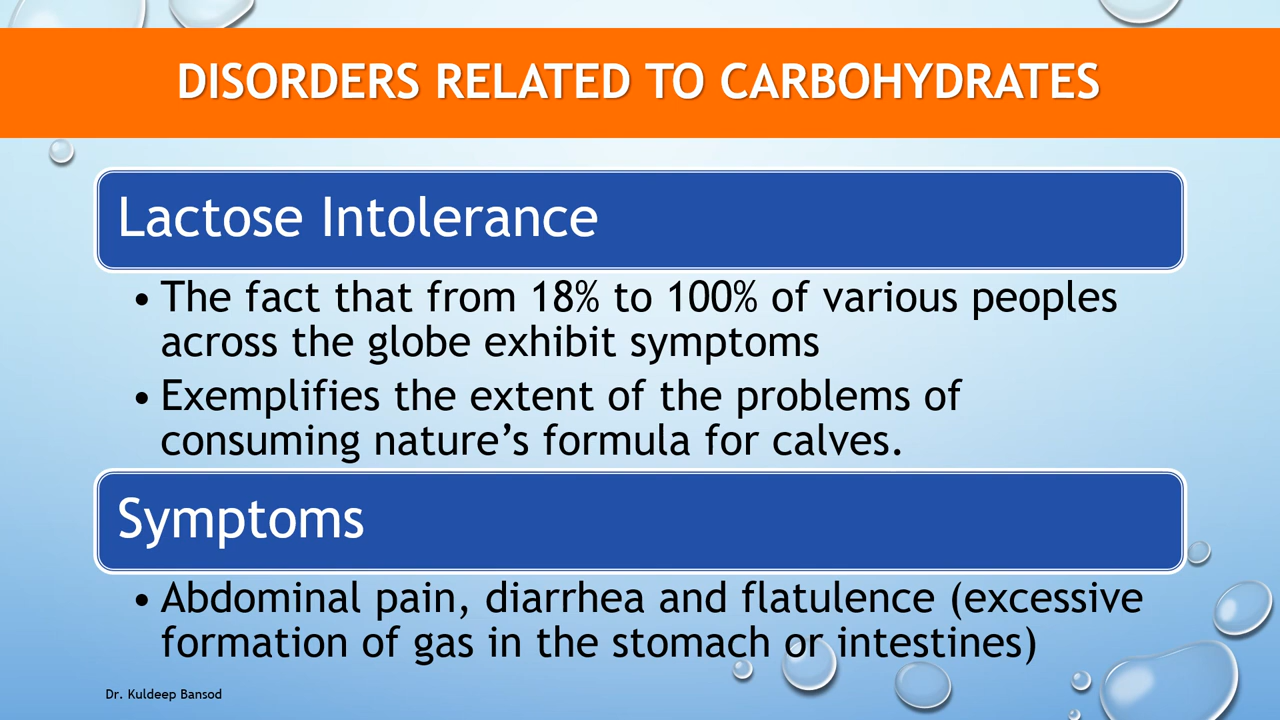 DISORDERS RELATED TO CARBOHYDRATES
Lactose Intolerance
• The fact that from 18% to 100% of various peoples
across the globe exhibit symptoms
• Exemplifies the extent of the problems of
consuming nature’s formula for calves.
Symptoms
• Abdominal pain, diarrhea and flatulence (excessive
formation of gas in the stomach or intestines)
Dr. Kuldeep Bansod